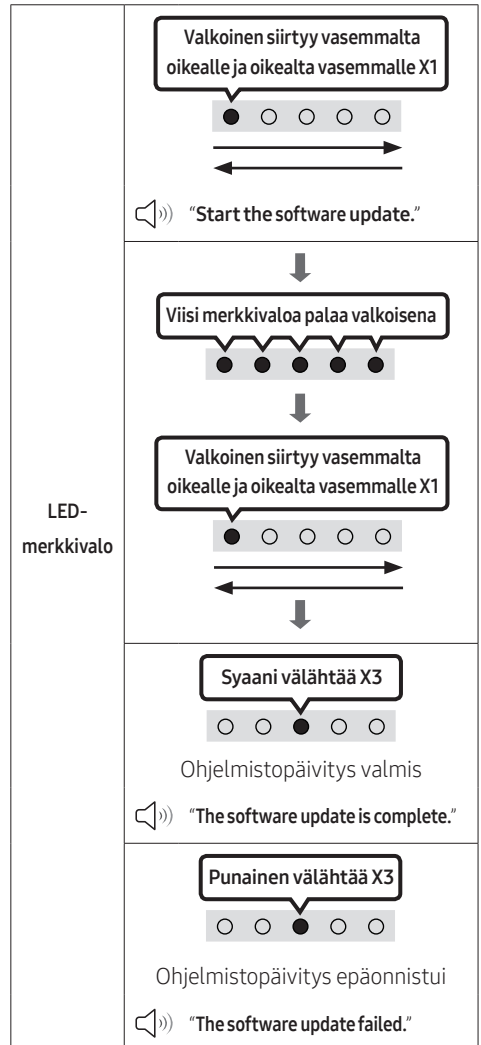 Valkoinen siirtyy vasemmalta
oikealle ja oikealta vasemmalle X1
“Start the software update.”
Viisi merkkivaloa palaa valkoisena
Valkoinen siirtyy vasemmalta
oikealle ja oikealta vasemmalle X1
LED-
merkkivalo
Syaani välähtää X3
Ohjelmistopäivitys valmis
“The software update is complete.”
Punainen välähtää X3
Ohjelmistopäivitys epäonnistui
“The software update failed.”